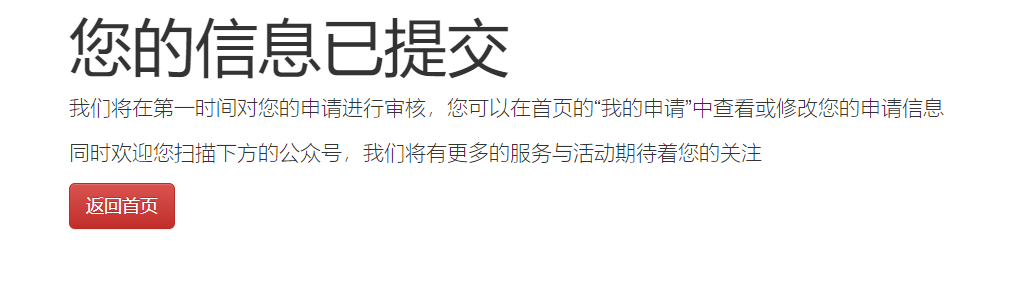 您的信息已提交
我们将在第一时间对您的申请进行审核，您可以在首页的“我的申请”中查看或修改您的申请信息
同时欢迎您扫描下方的公众号，我们将有更多的服务与活动期待着您的关注
返回首页